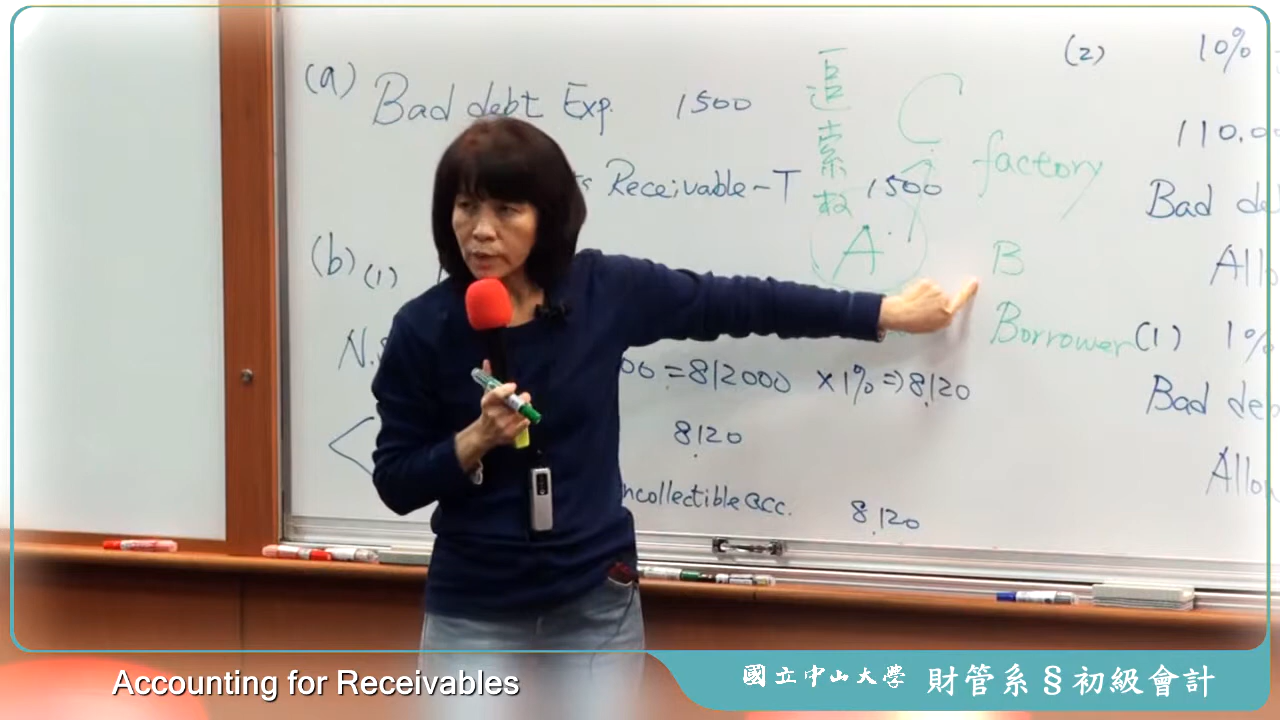 (a) Bad debt Exp. 1500
Receivable-T 1500
(b) (1)
N.S
00 = 812000 × 1% ⇒ 8,120
8,120
ncollectible acc. 8,120
追索权
C
factory
A
B
Borrower
(2) 10%
110,0
Bad de
Allo
(1) 1%
Bad deb
Allo
Accounting for Receivables
國立中山大學 財管系§初級會計